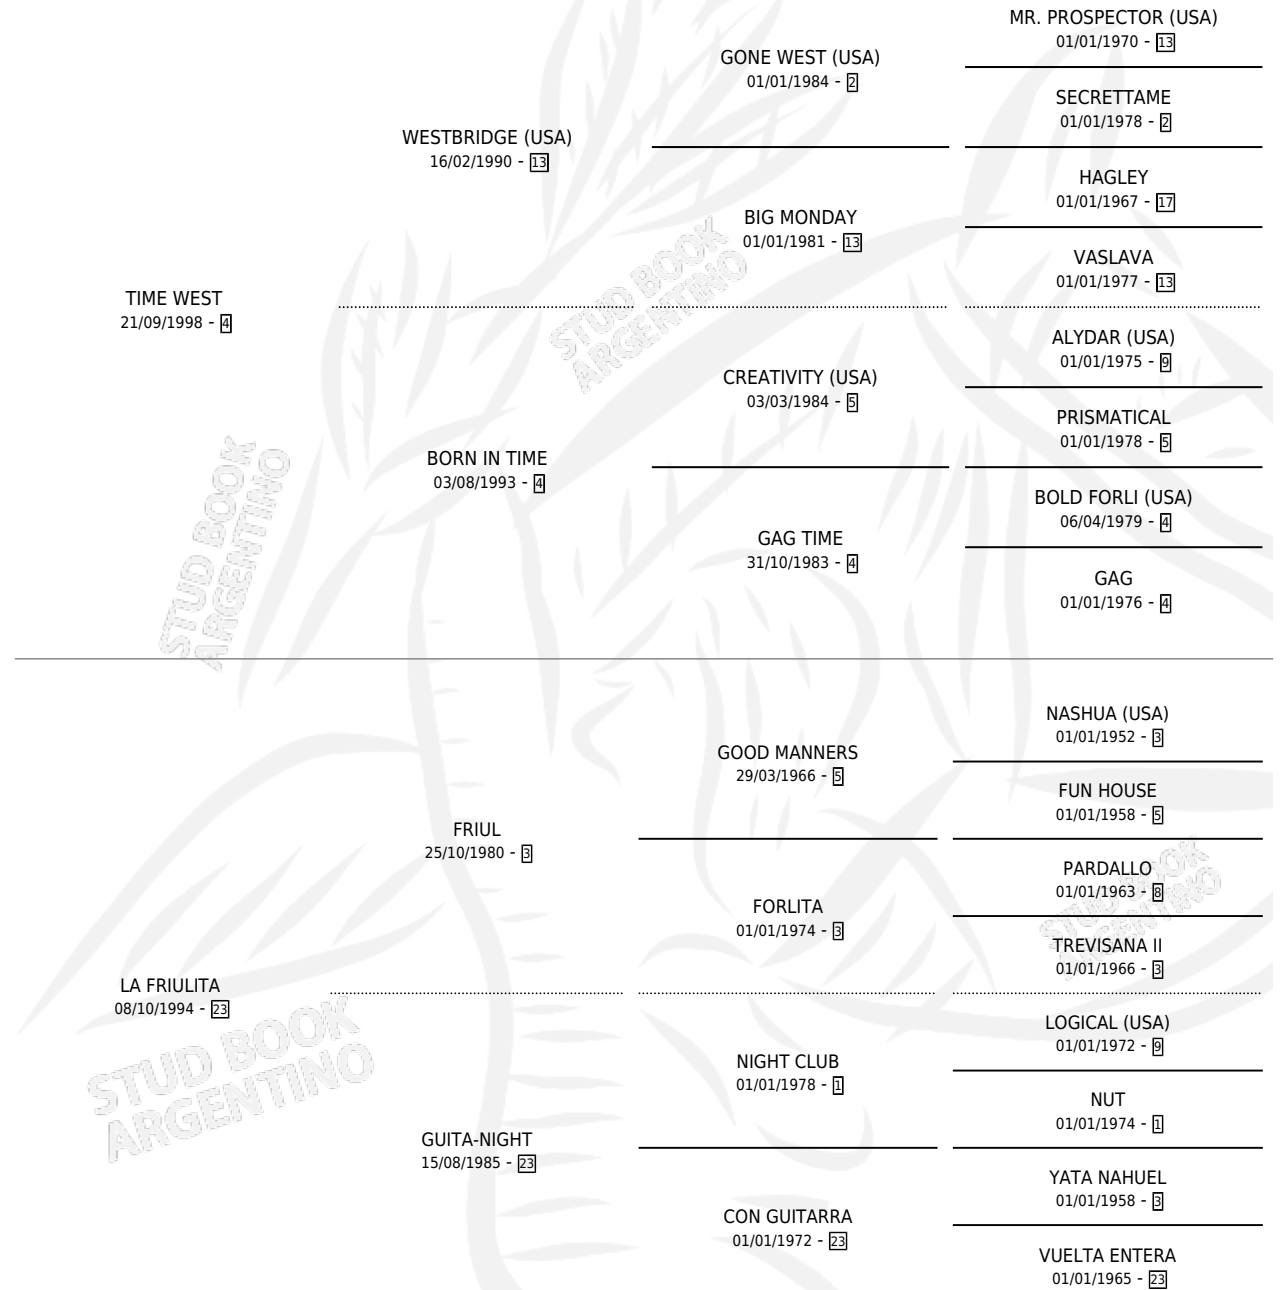 MR. PROSPECTOR (USA)
01/01/1970 - 13
GONE WEST (USA)
01/01/1984 - 2
SECRETTAME
01/01/1978 - 2
WESTBRIDGE (USA)
16/02/1990 - 13
HAGLEY
01/01/1967 - 17
BIG MONDAY
01/01/1981 - 13
VASLAVA
01/01/1977 - 13
TIME WEST
21/09/1998 - 4
STUD BOOK
ARGENTINO
ALYDAR (USA)
01/01/1975 - 9
CREATIVITY (USA)
03/03/1984 - 5
PRISMATICAL
01/01/1978 - 5
BORN IN TIME
03/08/1993 - 4
BOLD FORLI (USA)
06/04/1979 - 4
GAG TIME
31/10/1983 - 4
GAG
01/01/1976 - 4
STUD BOOK
ARGENTINO
NASHUA (USA)
01/01/1952 - 3
GOOD MANNERS
29/03/1966 - 5
FUN HOUSE
01/01/1958 - 5
FRIUL
25/10/1980 - 3
PARDALLO
01/01/1963 - 8
FORLITA
01/01/1974 - 3
STUD BOOK
ARGENTINO
TREVISANA II
01/01/1966 - 3
LA FRIULITA
08/10/1994 - 23
LOGICAL (USA)
01/01/1972 - 9
NIGHT CLUB
01/01/1978 - 1
STUD BOOK
ARGENTINO
NUT
01/01/1974 - 1
GUITA-NIGHT
15/08/1985 - 23
YATA NAHUEL
01/01/1958 - 3
CON GUITARRA
01/01/1972 - 23
VUELTA ENTERA
01/01/1965 - 23